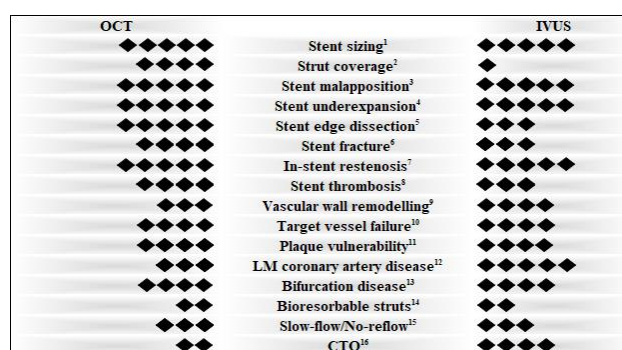 OCT IVUS
Stent sizing¹
Strut coverage²
Stent malapposition³
Stent underexpansion⁴
Stent edge dissection⁵
Stent fracture⁶
In-stent restenosis⁷
Stent thrombosis⁸
Vascular wall remodelling⁹
Target vessel failure¹⁰
Plaque vulnerability¹¹
LM coronary artery disease¹²
Bifurcation disease¹³
Bioresorbable struts¹⁴
Slow-flow/No-reflow¹⁵
CTO¹⁶